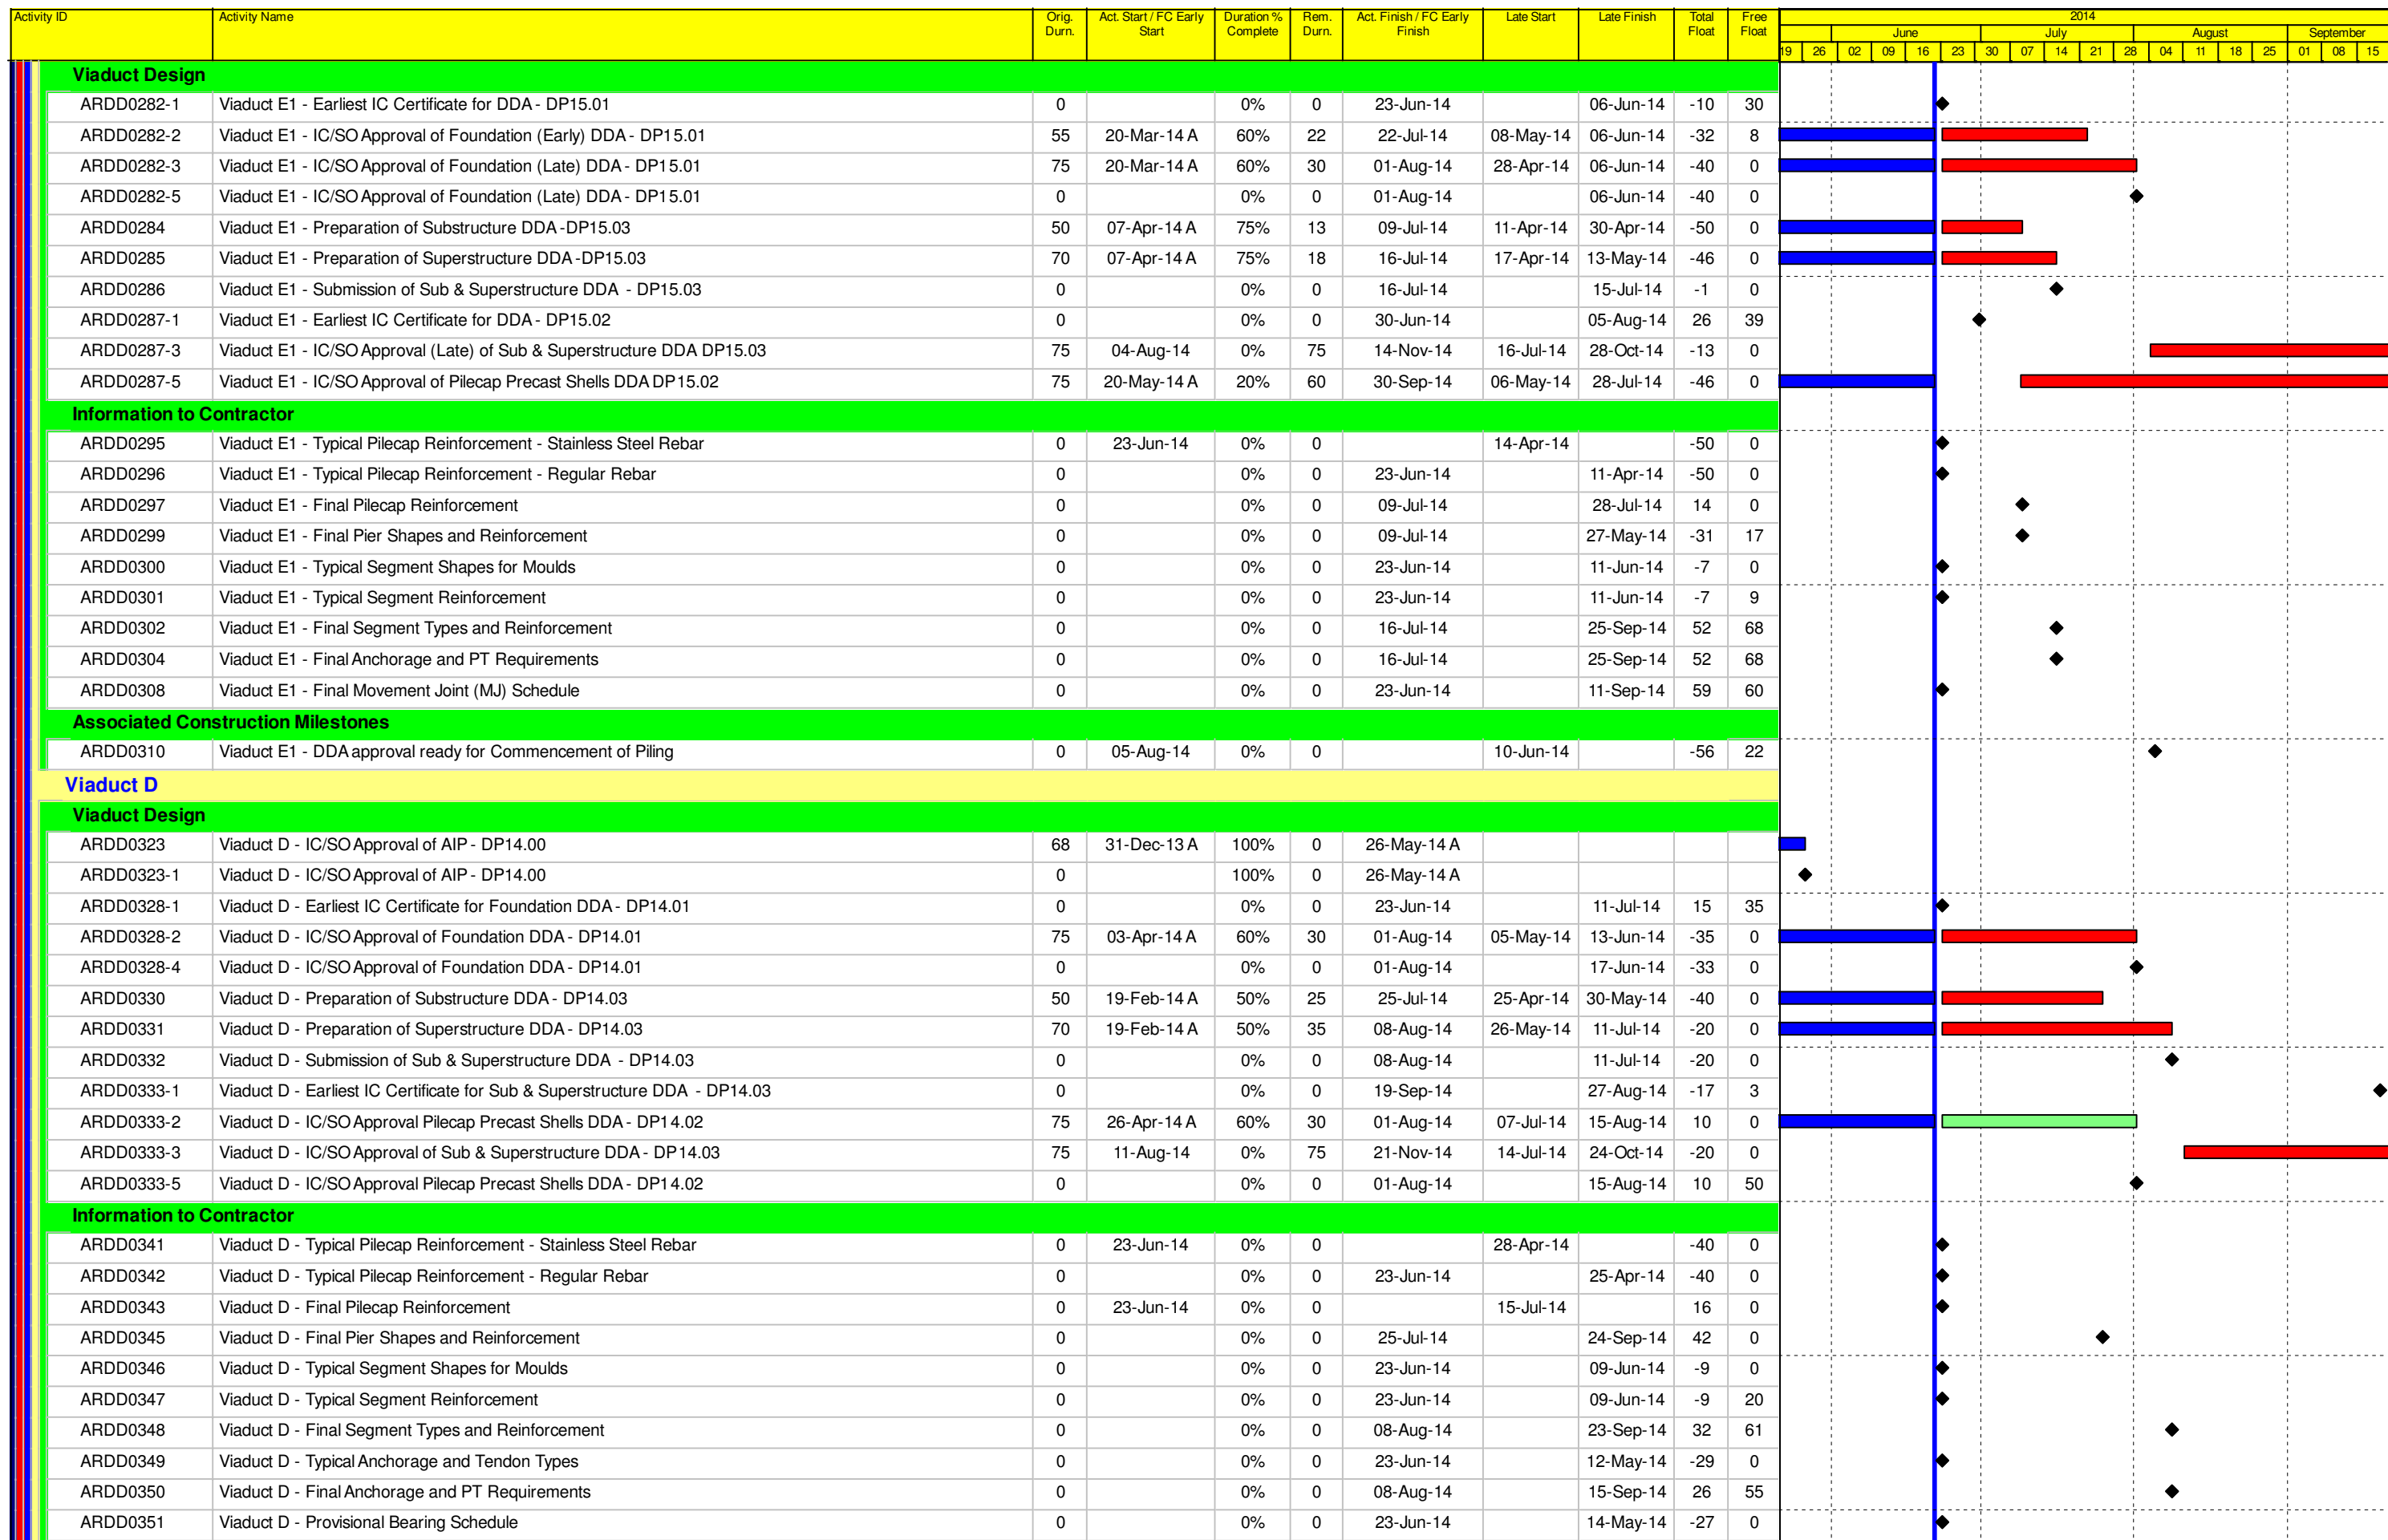 Activity ID Activity Name Orig. Durn. Act. Start / FC Early Start Duration % Complete Rem. Durn. Act. Finish / FC Early Finish Late Start Late Finish Total Float Free Float 2014
June July August September
19 26 02 09 16 23 30 07 14 21 28 04 11 18 25 01 08 15
Viaduct Design
ARDD0282-1 Viaduct E1 - Earliest IC Certificate for DDA - DP15.01 0 0% 0 23-Jun-14 06-Jun-14 -10 30
ARDD0282-2 Viaduct E1 - IC/SO Approval of Foundation (Early) DDA - DP15.01 55 20-Mar-14 A 60% 22 22-Jul-14 08-May-14 06-Jun-14 -32 8
ARDD0282-3 Viaduct E1 - IC/SO Approval of Foundation (Late) DDA - DP15.01 75 20-Mar-14 A 60% 30 01-Aug-14 28-Apr-14 06-Jun-14 -40 0
ARDD0282-5 Viaduct E1 - IC/SO Approval of Foundation (Late) DDA - DP15.01 0 0% 0 01-Aug-14 06-Jun-14 -40 0
ARDD0284 Viaduct E1 - Preparation of Substructure DDA -DP15.03 50 07-Apr-14 A 75% 13 09-Jul-14 11-Apr-14 30-Apr-14 -50 0
ARDD0285 Viaduct E1 - Preparation of Superstructure DDA -DP15.03 70 07-Apr-14 A 75% 18 16-Jul-14 17-Apr-14 13-May-14 -46 0
ARDD0286 Viaduct E1 - Submission of Sub & Superstructure DDA - DP15.03 0 0% 0 16-Jul-14 15-Jul-14 -1 0
ARDD0287-1 Viaduct E1 - Earliest IC Certificate for DDA - DP15.02 0 0% 0 30-Jun-14 05-Aug-14 26 39
ARDD0287-3 Viaduct E1 - IC/SO Approval (Late) of Sub & Superstructure DDA DP15.03 75 04-Aug-14 0% 75 14-Nov-14 16-Jul-14 28-Oct-14 -13 0
ARDD0287-5 Viaduct E1 - IC/SO Approval of Pilecap Precast Shells DDA DP15.02 75 20-May-14 A 20% 60 30-Sep-14 06-May-14 28-Jul-14 -46 0
Information to Contractor
ARDD0295 Viaduct E1 - Typical Pilecap Reinforcement - Stainless Steel Rebar 0 23-Jun-14 0% 0 14-Apr-14 -50 0
ARDD0296 Viaduct E1 - Typical Pilecap Reinforcement - Regular Rebar 0 0% 0 23-Jun-14 11-Apr-14 -50 0
ARDD0297 Viaduct E1 - Final Pilecap Reinforcement 0 0% 0 09-Jul-14 28-Jul-14 14 0
ARDD0299 Viaduct E1 - Final Pier Shapes and Reinforcement 0 0% 0 09-Jul-14 27-May-14 -31 17
ARDD0300 Viaduct E1 - Typical Segment Shapes for Moulds 0 0% 0 23-Jun-14 11-Jun-14 -7 0
ARDD0301 Viaduct E1 - Typical Segment Reinforcement 0 0% 0 23-Jun-14 11-Jun-14 -7 9
ARDD0302 Viaduct E1 - Final Segment Types and Reinforcement 0 0% 0 16-Jul-14 25-Sep-14 52 68
ARDD0304 Viaduct E1 - Final Anchorage and PT Requirements 0 0% 0 16-Jul-14 25-Sep-14 52 68
ARDD0308 Viaduct E1 - Final Movement Joint (MJ) Schedule 0 0% 0 23-Jun-14 11-Sep-14 59 60
Associated Construction Milestones
ARDD0310 Viaduct E1 - DDA approval ready for Commencement of Piling 0 05-Aug-14 0% 0 10-Jun-14 -56 22
Viaduct D
Viaduct Design
ARDD0323 Viaduct D - IC/SO Approval of AIP - DP14.00 68 31-Dec-13 A 100% 0 26-May-14 A
ARDD0323-1 Viaduct D - IC/SO Approval of AIP - DP14.00 0 100% 0 26-May-14 A
ARDD0328-1 Viaduct D - Earliest IC Certificate for Foundation DDA - DP14.01 0 0% 0 23-Jun-14 11-Jul-14 15 35
ARDD0328-2 Viaduct D - IC/SO Approval of Foundation DDA - DP14.01 75 03-Apr-14 A 60% 30 01-Aug-14 05-May-14 13-Jun-14 -35 0
ARDD0328-4 Viaduct D - IC/SO Approval of Foundation DDA - DP14.01 0 0% 0 01-Aug-14 17-Jun-14 -33 0
ARDD0330 Viaduct D - Preparation of Substructure DDA - DP14.03 50 19-Feb-14 A 50% 25 25-Jul-14 25-Apr-14 30-May-14 -40 0
ARDD0331 Viaduct D - Preparation of Superstructure DDA - DP14.03 70 19-Feb-14 A 50% 35 08-Aug-14 26-May-14 11-Jul-14 -20 0
ARDD0332 Viaduct D - Submission of Sub & Superstructure DDA - DP14.03 0 0% 0 08-Aug-14 11-Jul-14 -20 0
ARDD0333-1 Viaduct D - Earliest IC Certificate for Sub & Superstructure DDA - DP14.03 0 0% 0 19-Sep-14 27-Aug-14 -17 3
ARDD0333-2 Viaduct D - IC/SO Approval Pilecap Precast Shells DDA - DP14.02 75 26-Apr-14 A 60% 30 01-Aug-14 07-Jul-14 15-Aug-14 10 0
ARDD0333-3 Viaduct D - IC/SO Approval of Sub & Superstructure DDA - DP14.03 75 11-Aug-14 0% 75 21-Nov-14 14-Jul-14 24-Oct-14 -20 0
ARDD0333-5 Viaduct D - IC/SO Approval Pilecap Precast Shells DDA - DP14.02 0 0% 0 01-Aug-14 15-Aug-14 10 50
Information to Contractor
ARDD0341 Viaduct D - Typical Pilecap Reinforcement - Stainless Steel Rebar 0 23-Jun-14 0% 0 28-Apr-14 -40 0
ARDD0342 Viaduct D - Typical Pilecap Reinforcement - Regular Rebar 0 0% 0 23-Jun-14 25-Apr-14 -40 0
ARDD0343 Viaduct D - Final Pilecap Reinforcement 0 23-Jun-14 0% 0 15-Jul-14 16 0
ARDD0345 Viaduct D - Final Pier Shapes and Reinforcement 0 0% 0 25-Jul-14 24-Sep-14 42 0
ARDD0346 Viaduct D - Typical Segment Shapes for Moulds 0 0% 0 23-Jun-14 09-Jun-14 -9 0
ARDD0347 Viaduct D - Typical Segment Reinforcement 0 0% 0 23-Jun-14 09-Jun-14 -9 20
ARDD0348 Viaduct D - Final Segment Types and Reinforcement 0 0% 0 08-Aug-14 23-Sep-14 32 61
ARDD0349 Viaduct D - Typical Anchorage and Tendon Types 0 0% 0 23-Jun-14 12-May-14 -29 0
ARDD0350 Viaduct D - Final Anchorage and PT Requirements 0 0% 0 08-Aug-14 15-Sep-14 26 55
ARDD0351 Viaduct D - Provisional Bearing Schedule 0 0% 0 23-Jun-14 14-May-14 -27 0